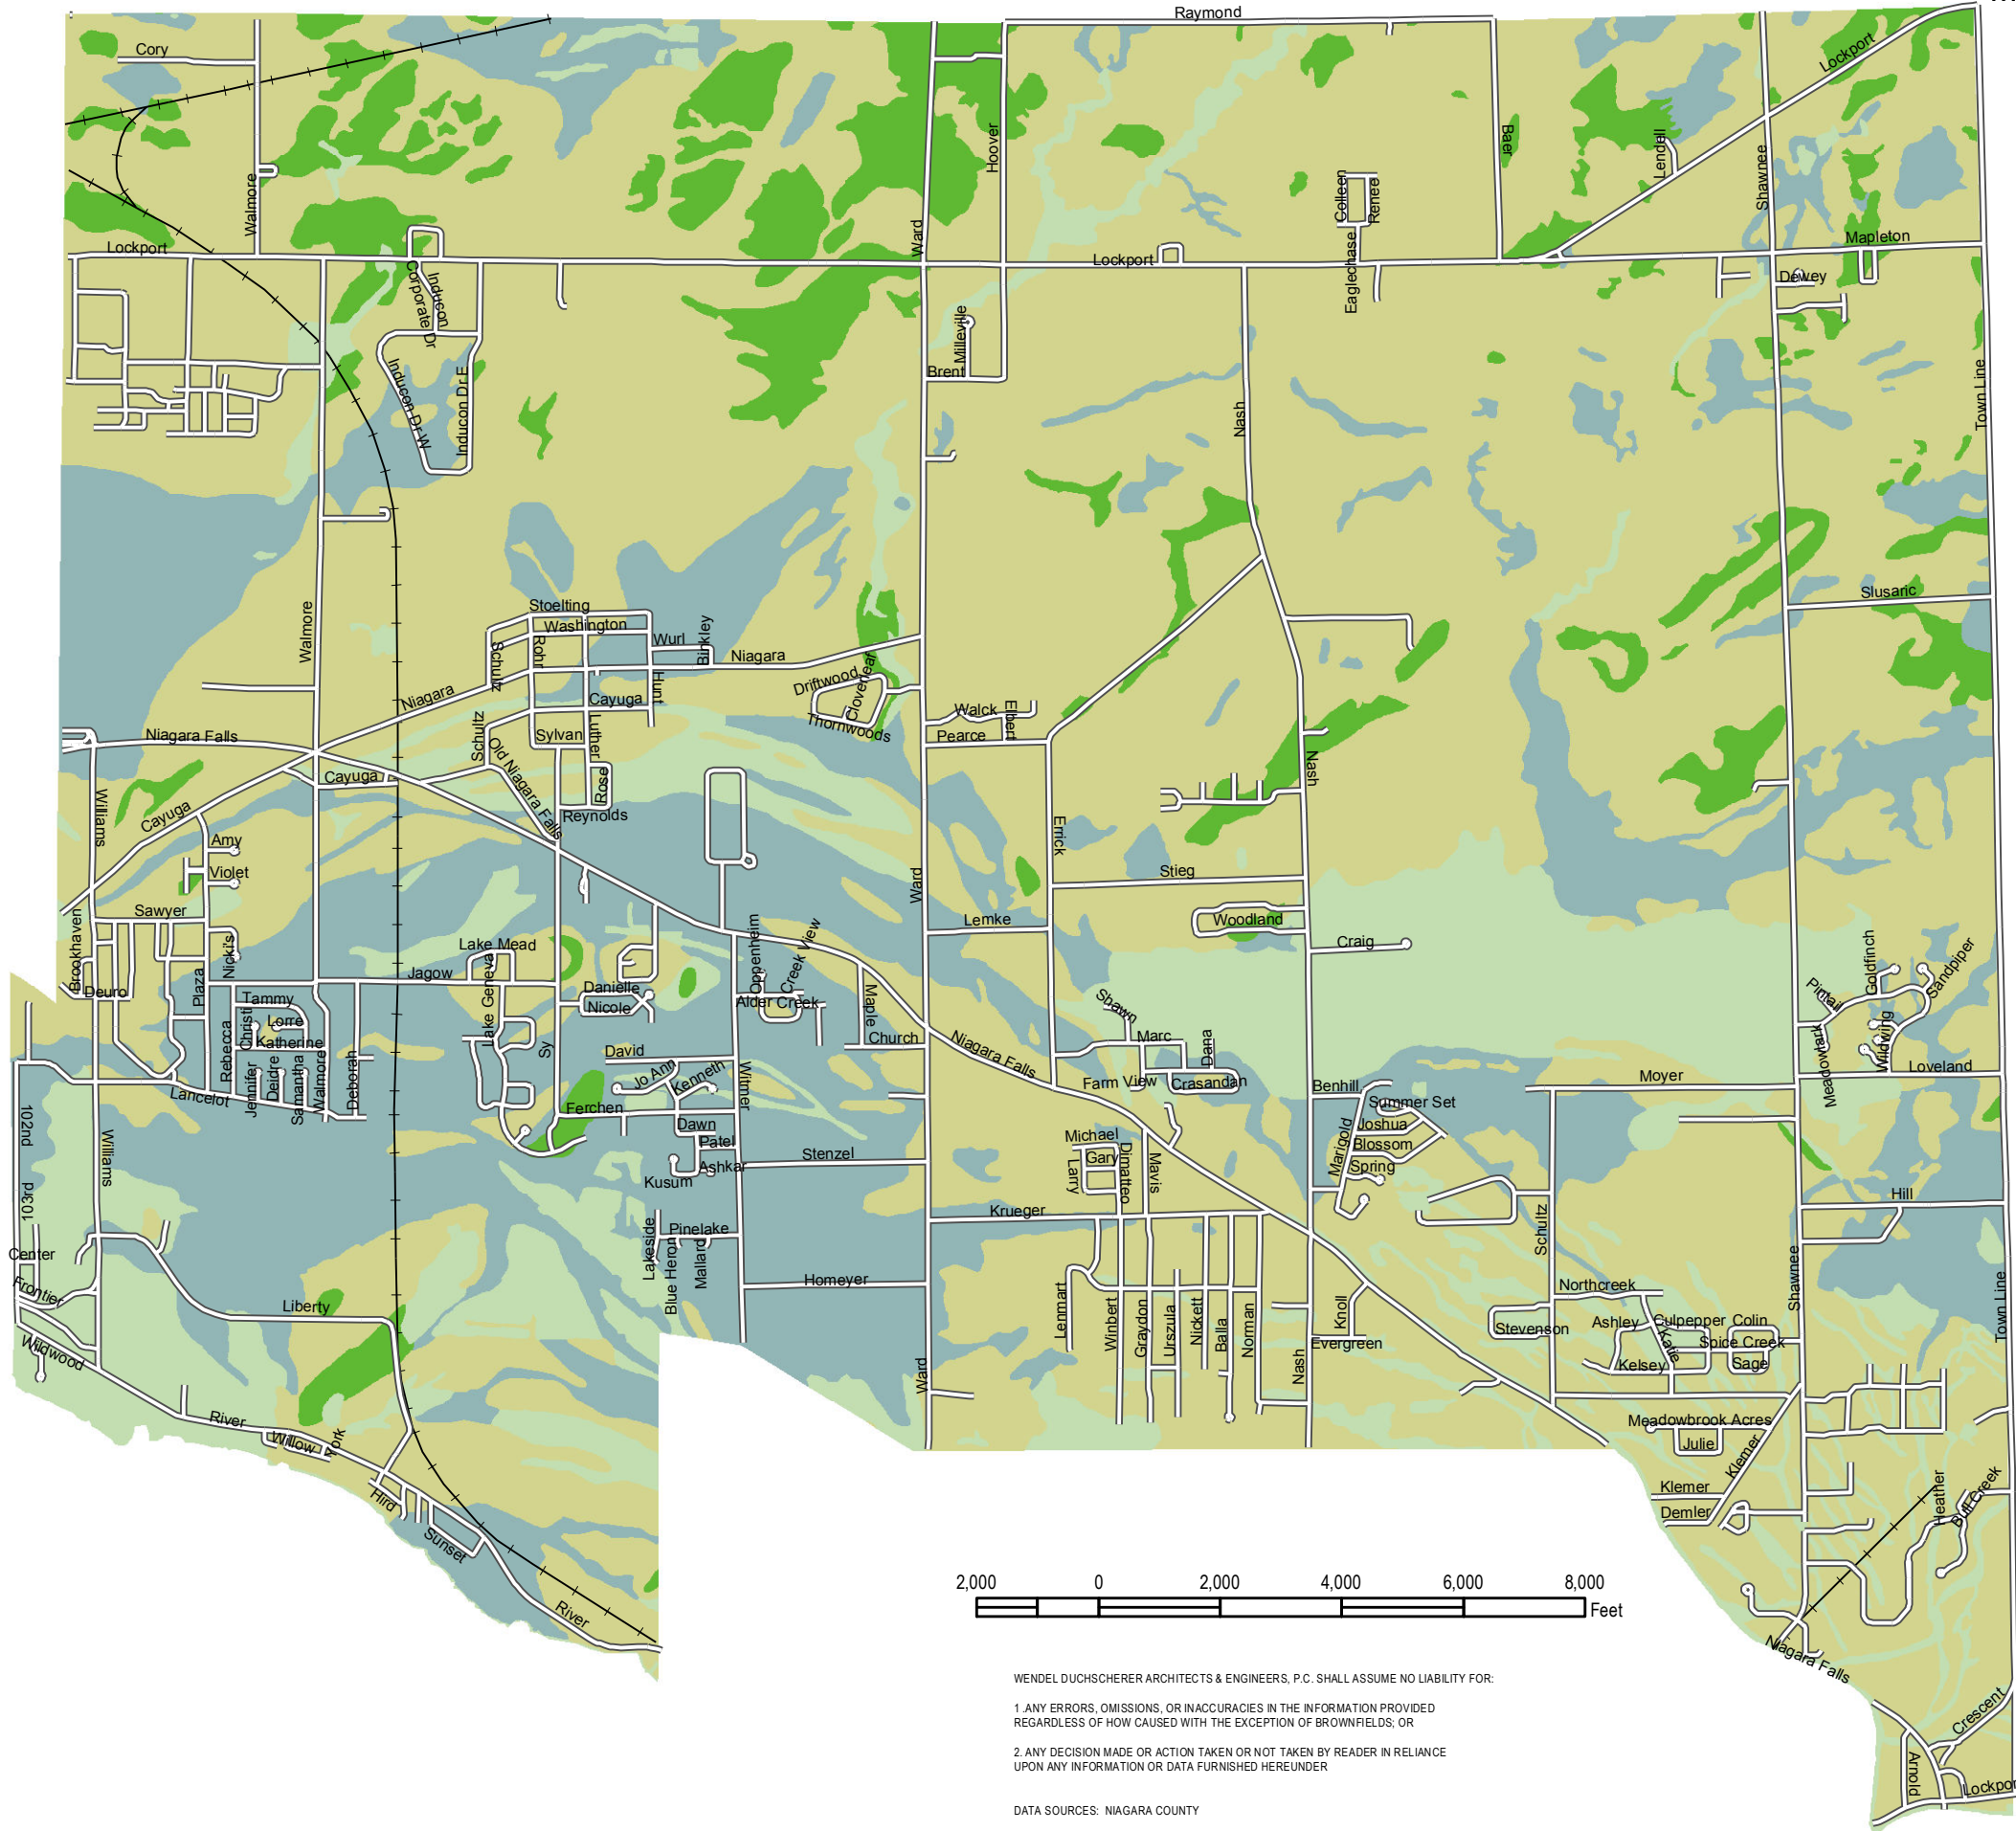 Raymond
Cory
Lockport
Hoover
Baer
Lendell
Shawnee
Walmore
Colleen
Renee
Ward
Lockport
Lockport
Mapleton
Eaglechase
Dewey
Inducon
Corporate Dr
Milleville
Brent
Inducon Dr W
Inducon Dr E
Nash
Town Line
Walmore
Stoelting
Washington
Wurl
Binkley
Schultz
Rohr
Hunt
Niagara
Niagara
Driftwood
Cloverleaf
Thornwoods
Slusaric
Cayuga
Walck
Elbert
Pearce
Niagara Falls
Schultz
Sylvan
Luther
Old Niagara Falls
Rose
Cayuga
Nash
Williams
Cayuga
Reynolds
Errick
Amy
Violet
Ward
Stieg
Sawyer
Brookhaven
Nicki's
Lake Mead
Oppenheim
Creek View
Lemke
Woodland
Craig
Goldfinch
Sandpiper
Plaza
Deuro
Jagow
Lake Geneva
Danielle
Nicole
Alder Creek
Maple
Pintail
Tammy
Christi
Lorre
Katherine
Rebecca
Shawn
Marc
Dana
Church
Niagara Falls
Meadowlark
Wildwing
Sy
David
Jo Ann
Kenneth
Witmer
Farm View
Crasandan
Benhill
Moyer
Loveland
Jennifer
Deidre
Samantha
Walmore
Deborah
Lancelot
102nd
Ferchen
Dawn
Patel
Ashkar
Kusum
Stenzel
Summer Set
Joshua
Blossom
Spring
Marigold
Michael
Gary
Larry
Dimatteo
Mavis
Williams
103rd
Krueger
Hill
Schultz
Center
Lakeside
Pinelake
Blue Heron
Mallard
Homeyer
Frontier
Liberty
Shawnee
Northcreek
Town Line
Lenmart
Winbert
Graydon
Urszula
Nickett
Balla
Norman
Knoll
Evergreen
Nash
Stevenson
Ashley
Culpepper
Colin
Katie
Spice Creek
Kelsey
Sage
Wildwood
Ward
River
Willow
York
Meadowbrook Acres
Julie
Klemer
Klemer
Demler
Heather
Bull Creek
Hird
Sunset
River
Niagara Falls
Crescent
Arnold
Lockpor
2,000 0 2,000 4,000 6,000 8,000
Feet
WENDEL DUCHSCHERER ARCHITECTS & ENGINEERS, P.C. SHALL ASSUME NO LIABILITY FOR:
1 .ANY ERRORS, OMISSIONS, OR INACCURACIES IN THE INFORMATION PROVIDED
REGARDLESS OF HOW CAUSED WITH THE EXCEPTION OF BROWNFIELDS; OR
2. ANY DECISION MADE OR ACTION TAKEN OR NOT TAKEN BY READER IN RELIANCE
UPON ANY INFORMATION OR DATA FURNISHED HEREUNDER
DATA SOURCES: NIAGARA COUNTY